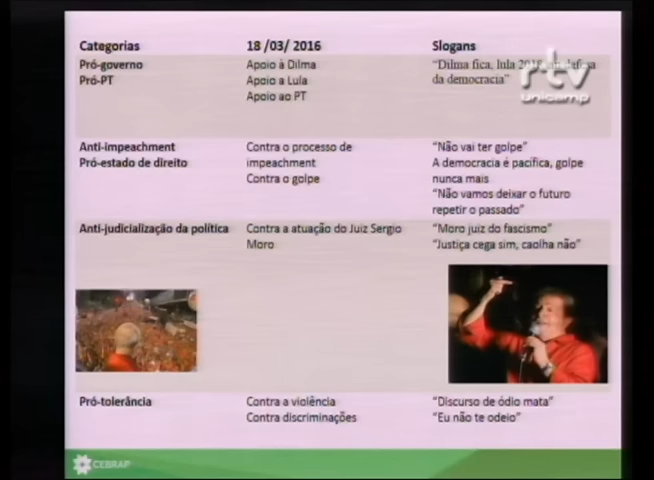 Categorias 18 /03/ 2016 Slogans
Pró-governo Apoio à Dilma "Dilma fica, lula 2018
Pró-PT Apoio a Lula da democracia"
Apoio ao PT
rtv
unicamp
Anti-impeachment Contra o processo de "Não vai ter golpe"
Pró-estado de direito impeachment A democracia é pacífica, golpe
Contra o golpe nunca mais
"Não vamos deixar o futuro
repetir o passado"
Anti-judicialização da política Contra a atuação do Juiz Sergio "Moro juiz do fascismo"
Moro "Justiça cega sim, caolha não"
Pró-tolerância Contra a violência "Discurso de ódio mata"
Contra discriminações "Eu não te odeio"
CEBRAP